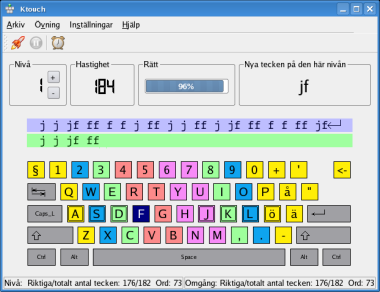 Ktouch
Arkiv Övning Inställningar Hjälp
Nivå Hastighet Rätt Nya tecken på den här nivån
1 + - 184 96% jf
j j jf ff f f j ff j j ff j jf ff f f ff jf
j j jf ff
§ 1 2 3 4 5 6 7 8 9 0 + ' <-
Q W E R T Y U I O P å "
Caps_L A S D F G H J K L ö ä
Z X C V B N M , . -
Ctrl Alt Space Alt Ctrl
Nivå: Riktiga/totalt antal tecken: 176/182 Ord: 73 Omgång: Riktiga/totalt antal tecken: 176/182 Ord: 73